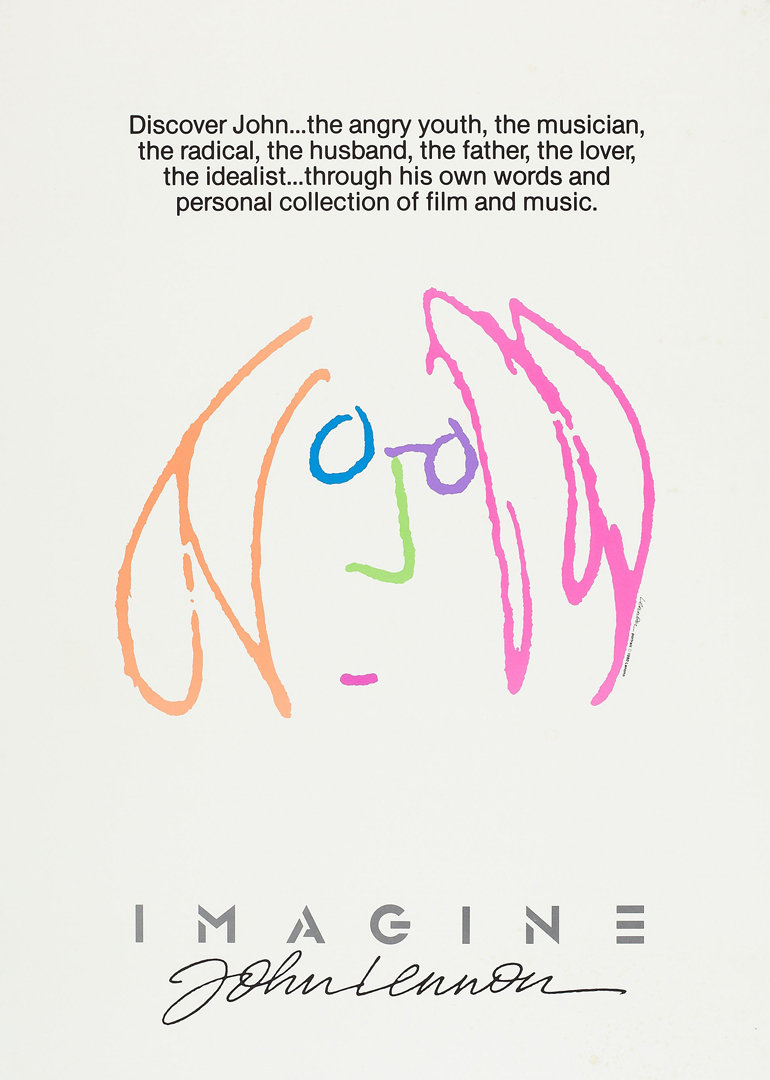 Discover John...the angry youth, the musician,
the radical, the husband, the father, the lover,
the idealist...through his own words and
personal collection of film and music.
IMAGINE
John Lennon